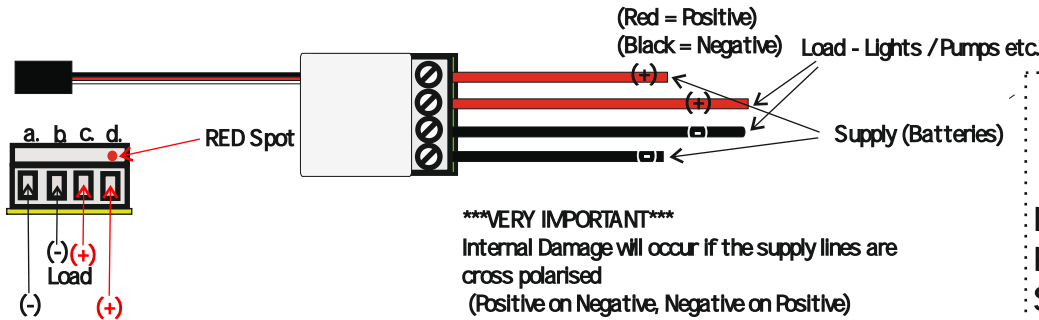 (Red = Positive)
(Black = Negative)
Load - Lights / Pumps etc.
(+)
(+)
a. b. c. d.
RED Spot
Supply (Batteries)
(-) (+)
Load
(-) (+)
***VERY IMPORTANT***
Internal Damage will occur if the supply lines are
cross polarised
(Positive on Negative, Negative on Positive)